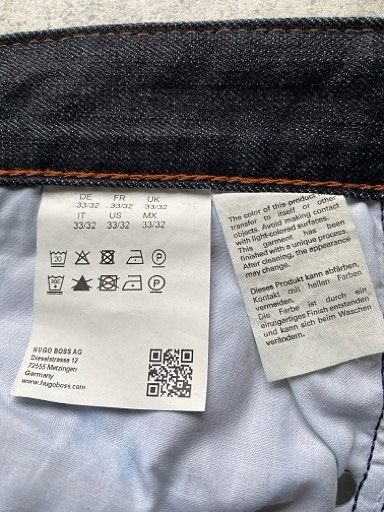 DE FR UK
33/32 33/32 33/32
IT US MX
33/32 33/32 33/32
30 P
P
HUGO BOSS AG
Dieselstrasse 12
72555 Metzingen
Germany
www.hugoboss.com
The color of this product
transfer to itself or other
objects. Avoid making contact
with light-colored surfaces.
This garment has been
finished with a unique process.
After cleaning, the appearance
may change.
Dieses Produkt kann abfärben.
Kontakt mit hellen Farben
vermeiden.
Die Farbe ist durch ein
einzigartiges Finish entstanden
und kann sich beim Waschen
verändern.